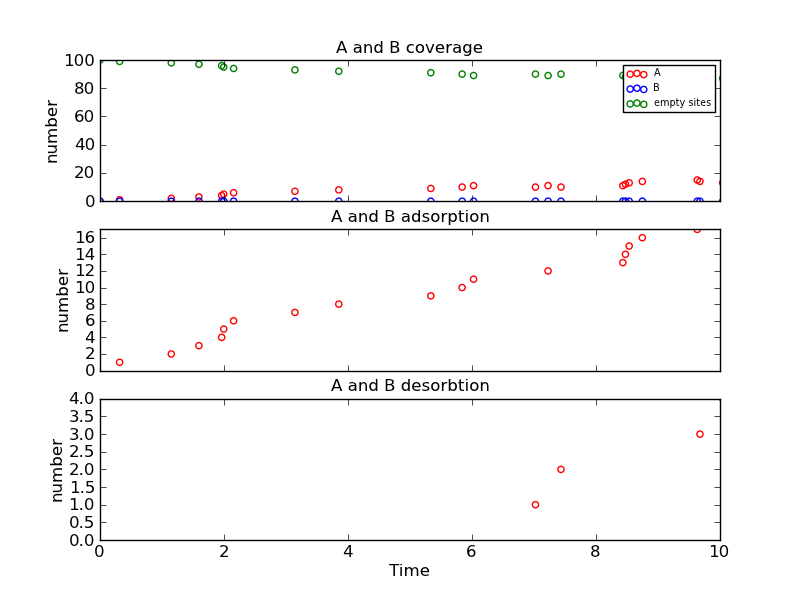 A and B coverage
100
80
60
40
20
0
number
A
B
empty sites
A and B adsorption
16
14
12
10
8
6
4
2
0
number
A and B desorbtion
4.0
3.5
3.0
2.5
2.0
1.5
1.0
0.5
0.0
number
0 2 4 6 8 10
Time